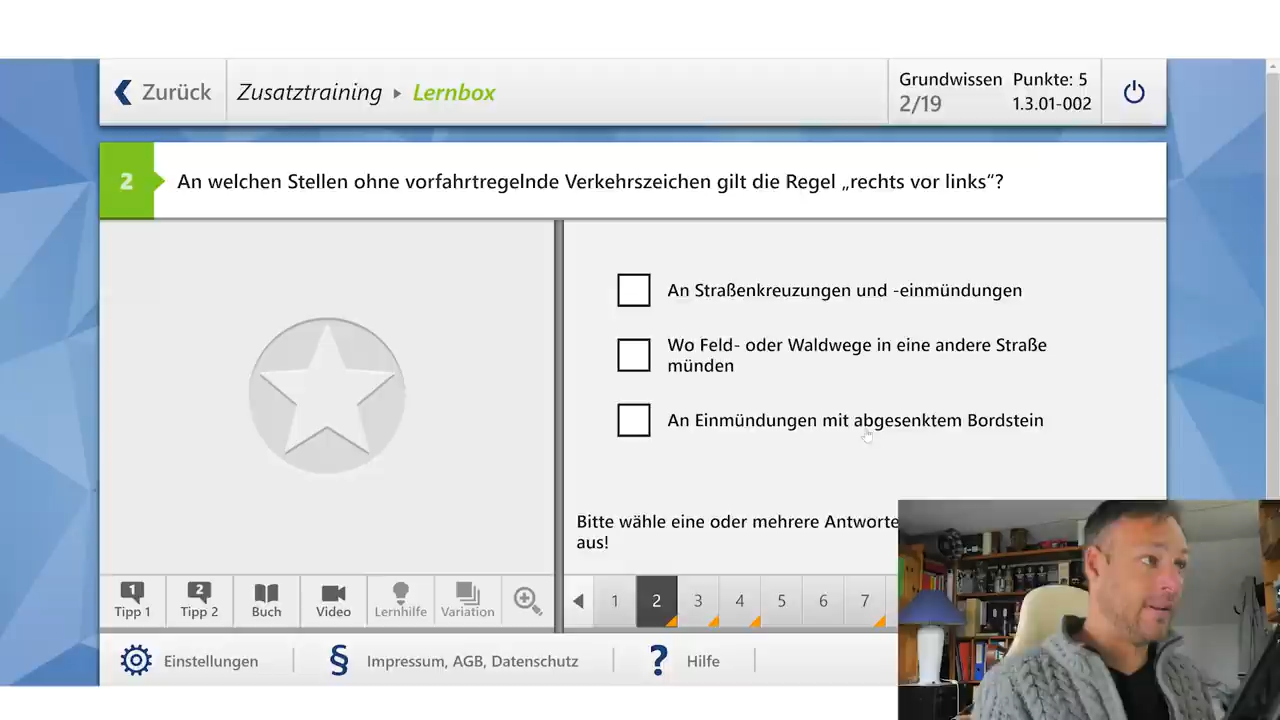 Zurück
Zusatztraining ▸ Lernbox
Grundwissen Punkte: 5
2/19 1.3.01-002
2 An welchen Stellen ohne vorfahrtregelnde Verkehrszeichen gilt die Regel „rechts vor links“?
An Straßenkreuzungen und -einmündungen
Wo Feld- oder Waldwege in eine andere Straße
münden
An Einmündungen mit abgesenktem Bordstein
Bitte wähle eine oder mehrere
aus!
1 2
Tipp 1 Tipp 2 Buch Video Lernhilfe Variation
1 2 3 4 5 6 7
Einstellungen § Impressum, AGB, Datenschutz ? Hilfe